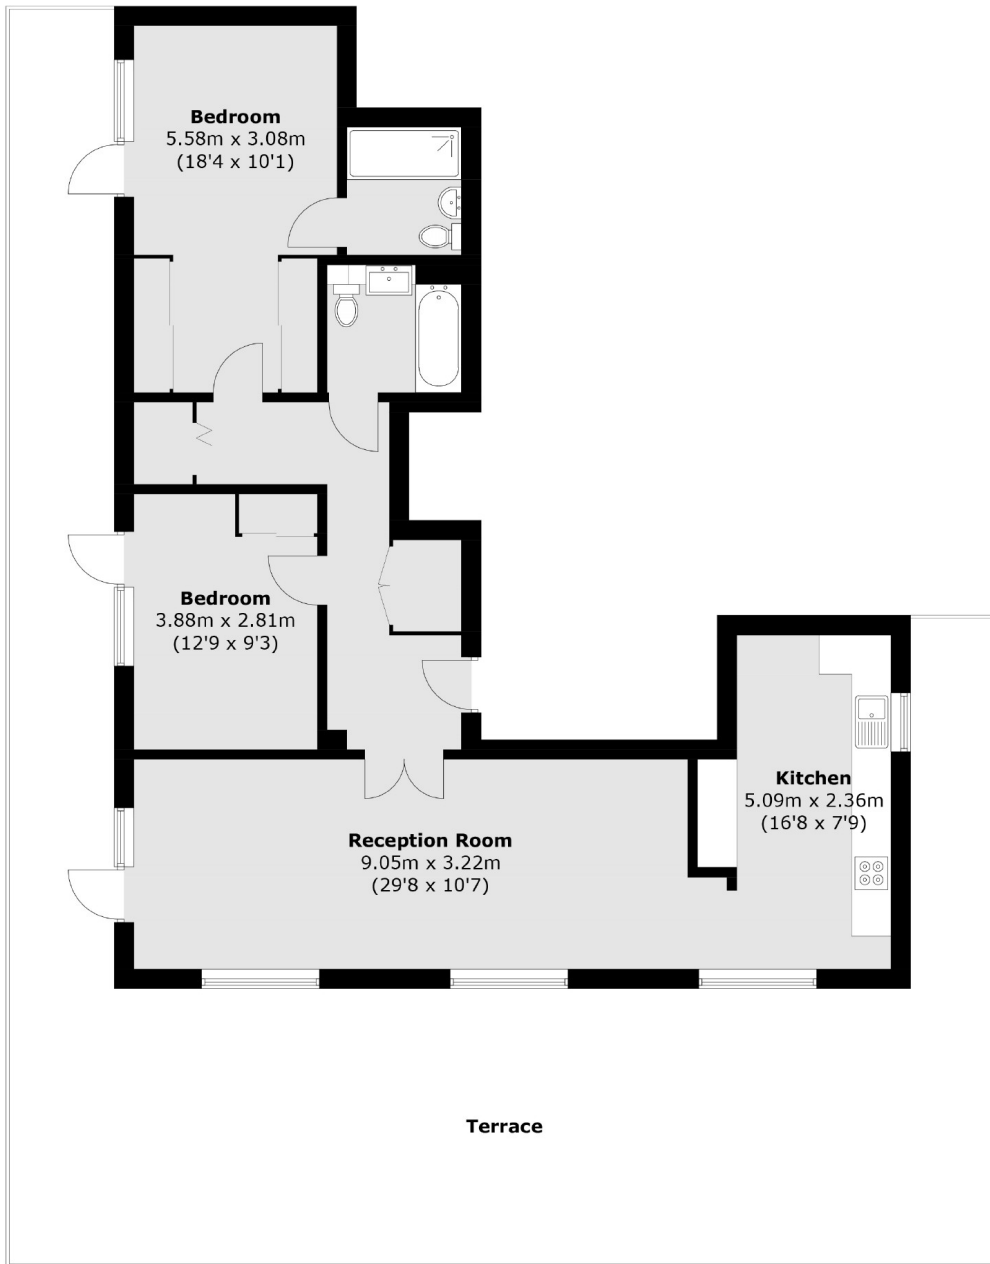 Bedroom
5.58m x 3.08m
(18'4 x 10'1)
Bedroom
3.88m x 2.81m
(12'9 x 9'3)
Kitchen
5.09m x 2.36m
(16'8 x 7'9)
Reception Room
9.05m x 3.22m
(29'8 x 10'7)
Terrace